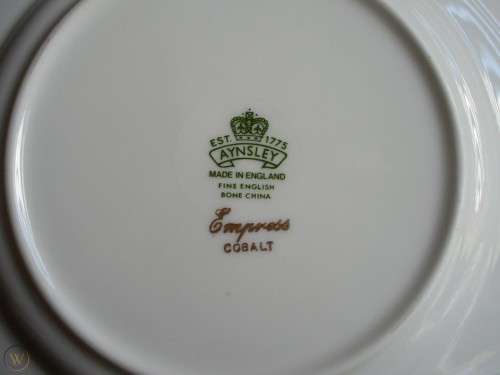 EST. 1775
AYNSLEY
MADE IN ENGLAND
FINE ENGLISH
BONE CHINA
Empress
COBALT
W